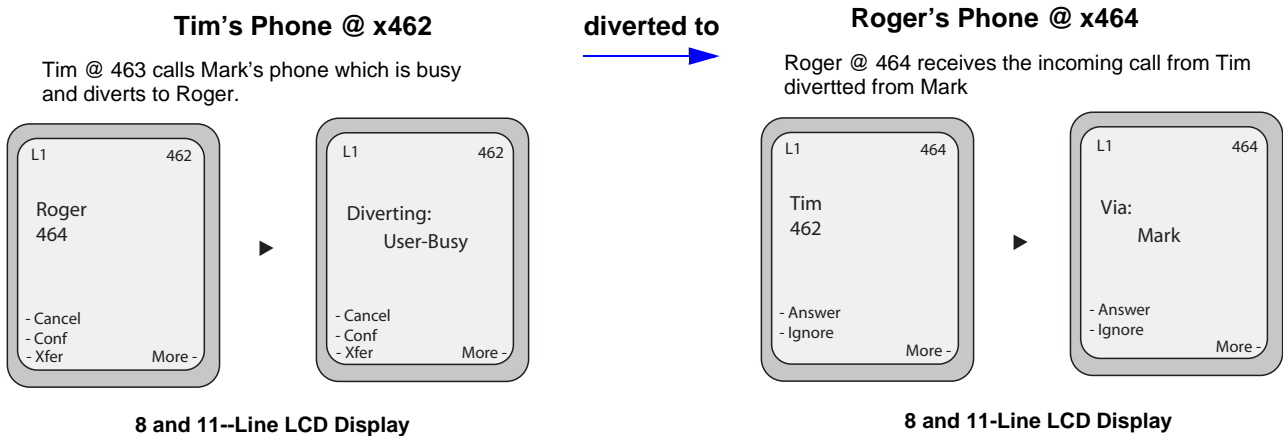 Tim's Phone @ x462
diverted to
Roger's Phone @ x464
Tim @ 463 calls Mark's phone which is busy
and diverts to Roger.
Roger @ 464 receives the incoming call from Tim
divertted from Mark
L1 462
Roger
464
- Cancel
- Conf
- Xfer More -
L1 462
Diverting:
User-Busy
- Cancel
- Conf
- Xfer More -
L1 464
Tim
462
- Answer
- Ignore
More -
L1 464
Via:
Mark
- Answer
- Ignore
More -
8 and 11--Line LCD Display
8 and 11-Line LCD Display